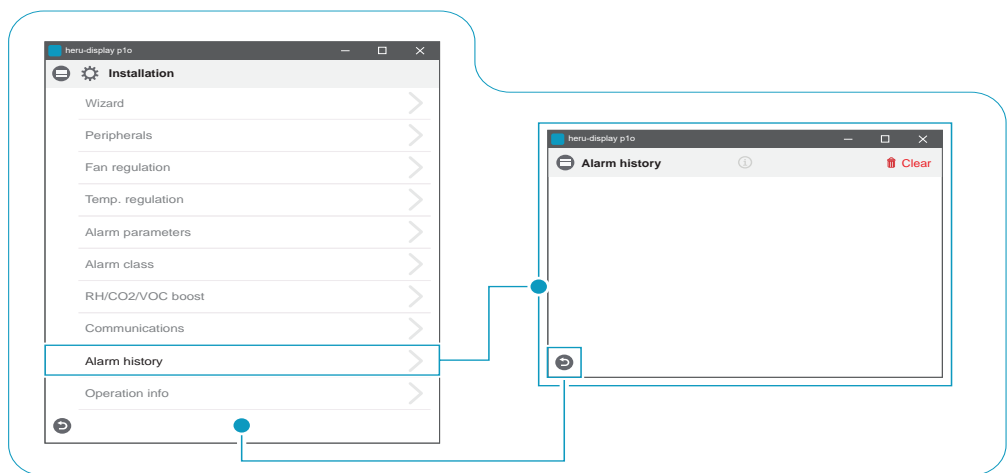 heru-display p1o
Installation
Wizard
Peripherals
Fan regulation
Temp. regulation
Alarm parameters
Alarm class
RH/CO2/VOC boost
Communications
Alarm history
Operation info
heru-display p1o
Alarm history
Clear